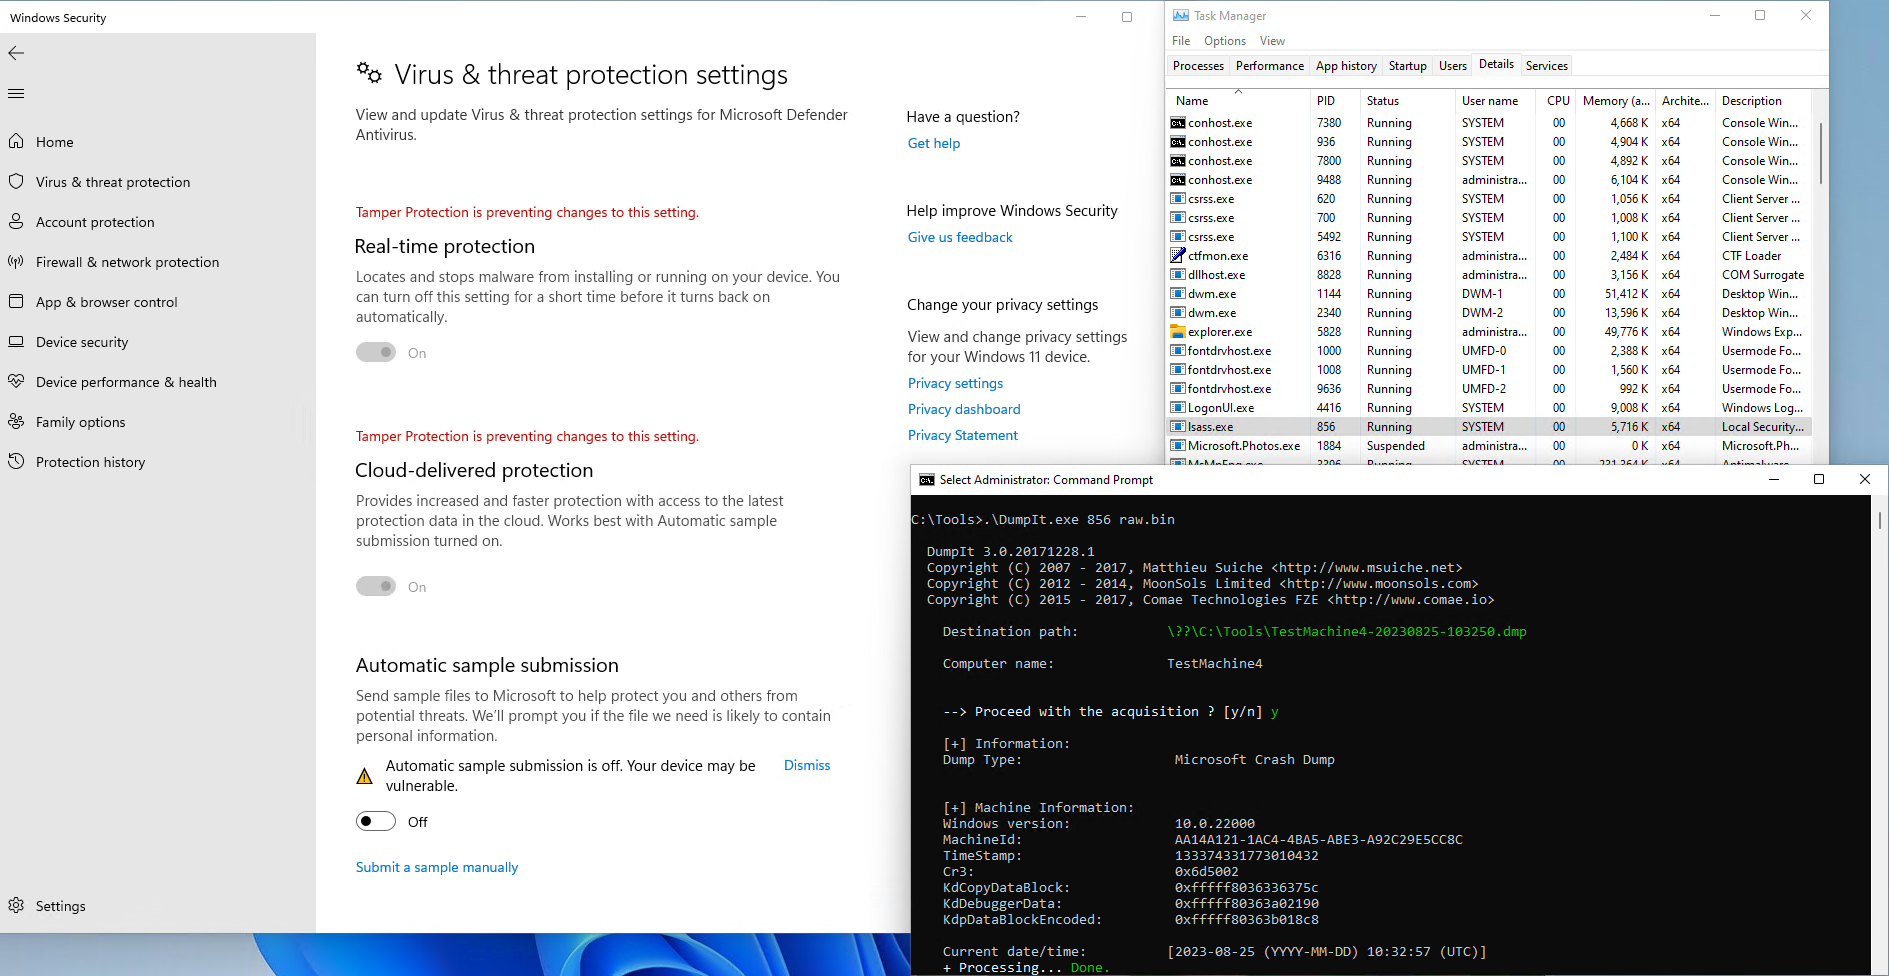 Windows Security
Home
Virus & threat protection
Account protection
Firewall & network protection
App & browser control
Device security
Device performance & health
Family options
Protection history
Settings
Virus & threat protection settings
View and update Virus & threat protection settings for Microsoft Defender
Antivirus.
Tamper Protection is preventing changes to this setting.
Real-time protection
Locates and stops malware from installing or running on your device. You
can turn off this setting for a short time before it turns back on
automatically.
On
Tamper Protection is preventing changes to this setting.
Cloud-delivered protection
Provides increased and faster protection with access to the latest
protection data in the cloud. Works best with Automatic sample
submission turned on.
On
Automatic sample submission
Send sample files to Microsoft to help protect you and others from
potential threats. We'll prompt you if the file we need is likely to contain
personal information.
Automatic sample submission is off. Your device may be Dismiss
vulnerable.
Off
Submit a sample manually
Have a question?
Get help
Help improve Windows Security
Give us feedback
Change your privacy settings
View and change privacy settings
for your Windows 11 device.
Privacy settings
Privacy dashboard
Privacy Statement
Task Manager
File Options View
Processes Performance App history Startup Users Details Services
Name PID Status User name CPU Memory (a... Archite... Description
conhost.exe 7380 Running SYSTEM 00 4,668 K x64 Console Win...
conhost.exe 936 Running SYSTEM 00 4,904 K x64 Console Win...
conhost.exe 7800 Running SYSTEM 00 4,892 K x64 Console Win...
conhost.exe 9488 Running administra... 00 6,104 K x64 Console Win...
csrss.exe 620 Running SYSTEM 00 1,056 K x64 Client Server ...
csrss.exe 700 Running SYSTEM 00 1,008 K x64 Client Server ...
csrss.exe 5492 Running SYSTEM 00 1,100 K x64 Client Server ...
ctfmon.exe 6316 Running administra... 00 2,484 K x64 CTF Loader
dllhost.exe 8828 Running administra... 00 3,156 K x64 COM Surrogate
dwm.exe 1144 Running DWM-1 00 51,412 K x64 Desktop Win...
dwm.exe 2340 Running DWM-2 00 13,596 K x64 Desktop Win...
explorer.exe 5828 Running administra... 00 49,776 K x64 Windows Exp...
fontdrvhost.exe 1000 Running UMFD-0 00 2,388 K x64 Usermode Fo...
fontdrvhost.exe 1008 Running UMFD-1 00 1,560 K x64 Usermode Fo...
fontdrvhost.exe 9636 Running UMFD-2 00 992 K x64 Usermode Fo...
LogonUI.exe 4416 Running SYSTEM 00 9,008 K x64 Windows Log...
lsass.exe 856 Running SYSTEM 00 5,716 K x64 Local Security...
Microsoft.Photos.exe 1884 Suspended administra... 00 0 K x64 Microsoft.Ph...
MsMpEng.exe Running SYSTEM 00 x64 Antimalware
Select Administrator: Command Prompt
C:\Tools>.\DumpIt.exe 856 raw.bin
DumpIt 3.0.20171228.1
Copyright (C) 2007 - 2017, Matthieu Suiche <http://www.msuiche.net>
Copyright (C) 2012 - 2014, MoonSols Limited <http://www.moonsols.com>
Copyright (C) 2015 - 2017, Comae Technologies FZE <http://www.comae.io>
Destination path: \??\C:\Tools\TestMachine4-20230825-103250.dmp
Computer name: TestMachine4
--> Proceed with the acquisition ? [y/n] y
[+] Information:
Dump Type: Microsoft Crash Dump
[+] Machine Information:
Windows version: 10.0.22000
MachineId: AA14A121-1AC4-4BA5-ABE3-A92C29E5CC8C
TimeStamp: 133374331773010432
Cr3: 0x6d5002
KdCopyDataBlock: 0xfffff8036336375c
KdDebuggerData: 0xfffff80363a02190
KdpDataBlockEncoded: 0xfffff80363b018c8
Current date/time: [2023-08-25 (YYYY-MM-DD) 10:32:57 (UTC)]
+ Processing... Done.